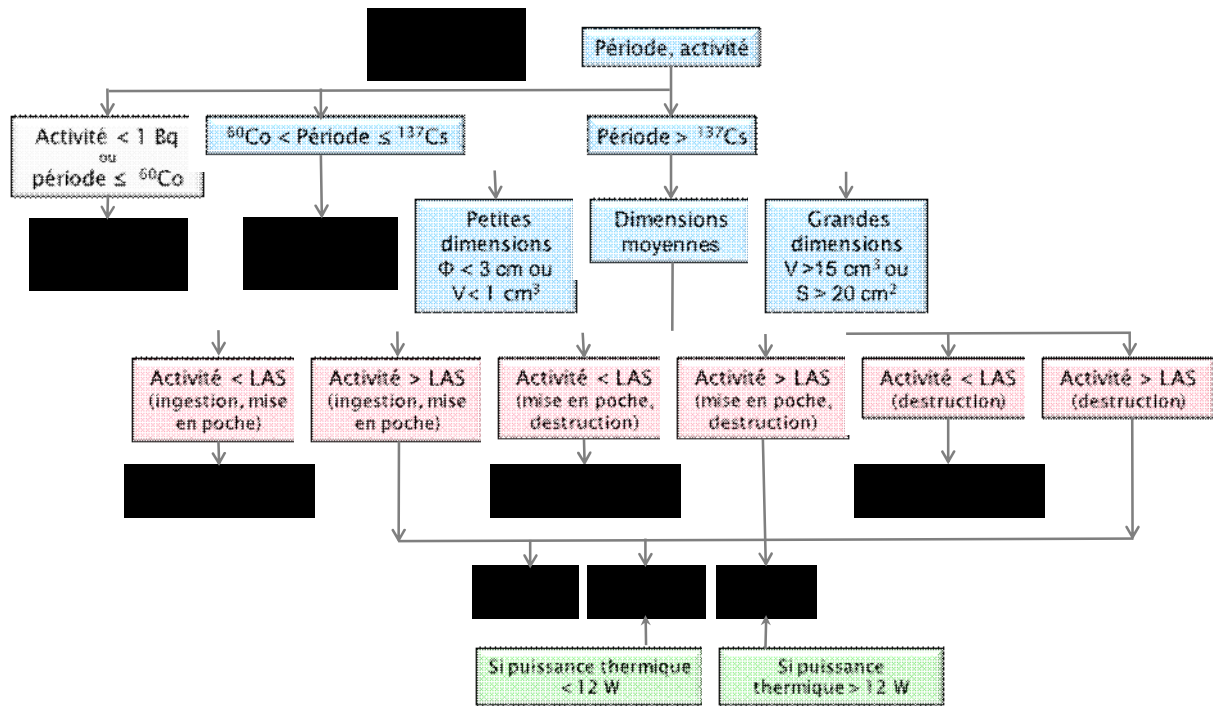 Période, activité
Activité < 1 Bq
ou
période ≤ ⁶⁰Co
⁶⁰Co < Période ≤ ¹³⁷Cs
Période > ¹³⁷Cs
Petites
dimensions
Φ < 3 cm ou
V< 1 cm³
Dimensions
moyennes
Grandes
dimensions
V >15 cm³ ou
S > 20 cm²
Activité < LAS
(ingestion, mise
en poche)
Activité > LAS
(ingestion, mise
en poche)
Activité < LAS
(mise en poche,
destruction)
Activité > LAS
(mise en poche,
destruction)
Activité < LAS
(destruction)
Activité > LAS
(destruction)
Si puissance thermique
< 12 W
Si puissance
thermique > 12 W